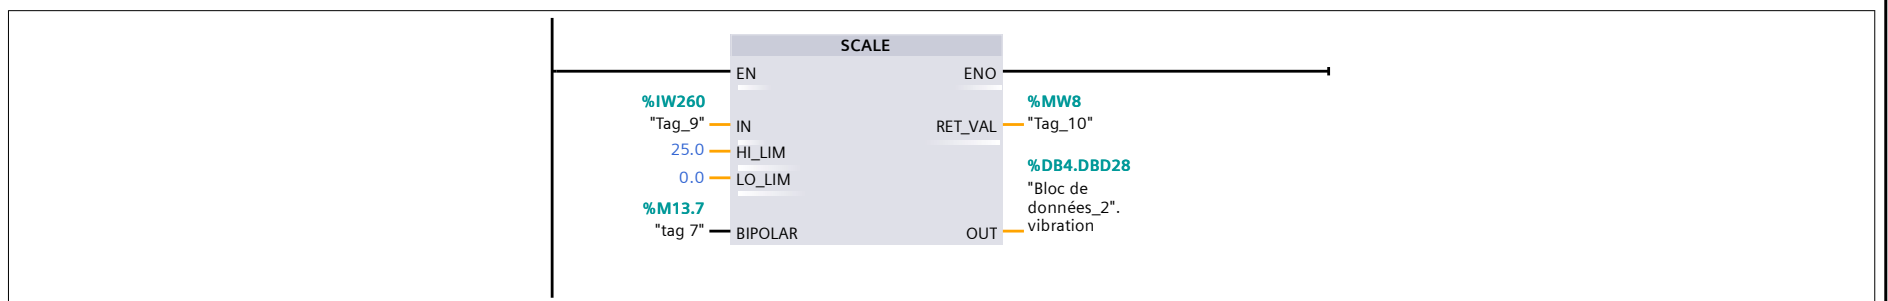 SCALE
EN
ENO
%IW260
%MW8
"Tag_9"
IN
RET_VAL
"Tag_10"
25.0
HI_LIM
0.0
LO_LIM
%DB4.DBD28
"Bloc de
données_2".
vibration
%M13.7
"tag 7"
BIPOLAR
OUT